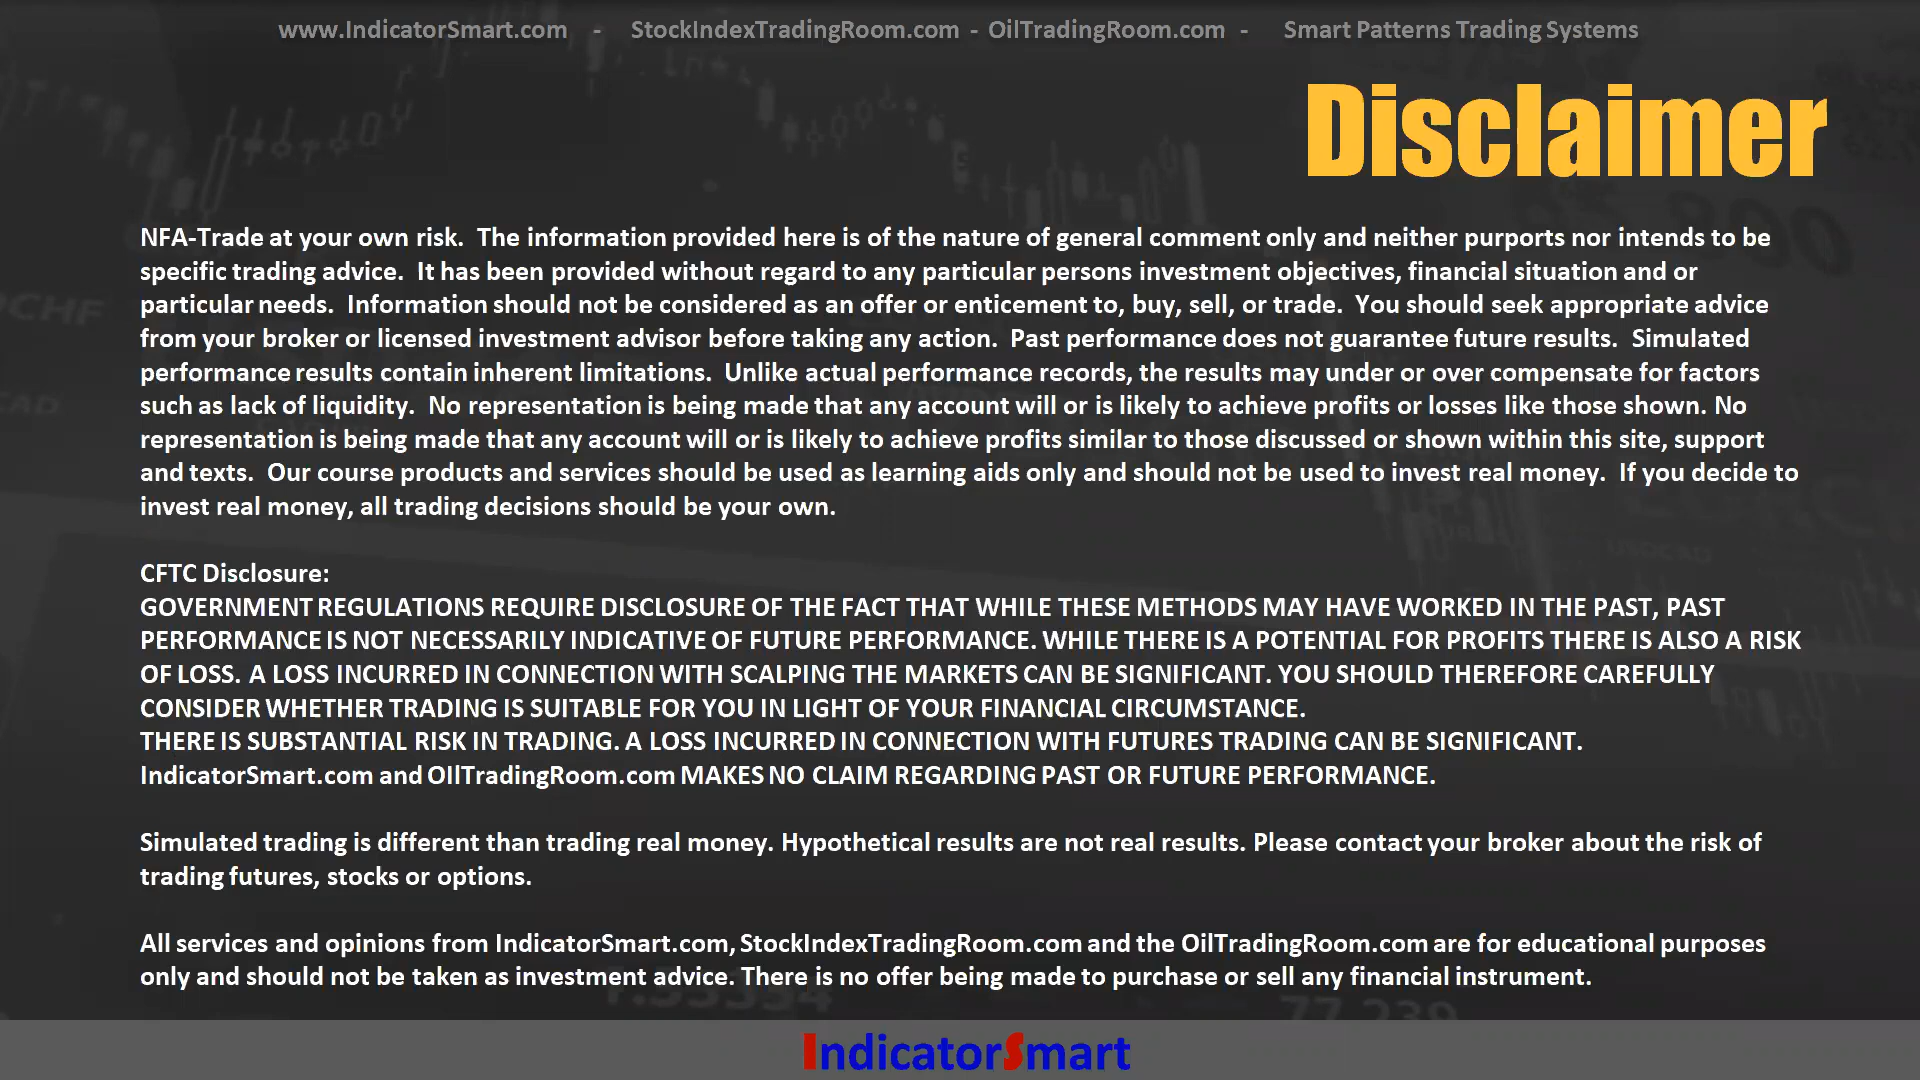 www.IndicatorSmart.com - StockIndexTradingRoom.com - OilTradingRoom.com - Smart Patterns Trading Systems
Disclaimer
NFA-Trade at your own risk. The information provided here is of the nature of general comment only and neither purports nor intends to be
specific trading advice. It has been provided without regard to any particular persons investment objectives, financial situation and or
particular needs. Information should not be considered as an offer or enticement to, buy, sell, or trade. You should seek appropriate advice
from your broker or licensed investment advisor before taking any action. Past performance does not guarantee future results. Simulated
performance results contain inherent limitations. Unlike actual performance records, the results may under or over compensate for factors
such as lack of liquidity. No representation is being made that any account will or is likely to achieve profits or losses like those shown. No
representation is being made that any account will or is likely to achieve profits similar to those discussed or shown within this site, support
and texts. Our course products and services should be used as learning aids only and should not be used to invest real money. If you decide to
invest real money, all trading decisions should be your own.
CFTC Disclosure:
GOVERNMENT REGULATIONS REQUIRE DISCLOSURE OF THE FACT THAT WHILE THESE METHODS MAY HAVE WORKED IN THE PAST, PAST
PERFORMANCE IS NOT NECESSARILY INDICATIVE OF FUTURE PERFORMANCE. WHILE THERE IS A POTENTIAL FOR PROFITS THERE IS ALSO A RISK
OF LOSS. A LOSS INCURRED IN CONNECTION WITH SCALPING THE MARKETS CAN BE SIGNIFICANT. YOU SHOULD THEREFORE CAREFULLY
CONSIDER WHETHER TRADING IS SUITABLE FOR YOU IN LIGHT OF YOUR FINANCIAL CIRCUMSTANCE.
THERE IS SUBSTANTIAL RISK IN TRADING. A LOSS INCURRED IN CONNECTION WITH FUTURES TRADING CAN BE SIGNIFICANT.
IndicatorSmart.com and OIlTradingRoom.com MAKES NO CLAIM REGARDING PAST OR FUTURE PERFORMANCE.
Simulated trading is different than trading real money. Hypothetical results are not real results. Please contact your broker about the risk of
trading futures, stocks or options.
All services and opinions from IndicatorSmart.com, StockIndexTradingRoom.com and the OilTradingRoom.com are for educational purposes
only and should not be taken as investment advice. There is no offer being made to purchase or sell any financial instrument.
77.239
IndicatorSmart